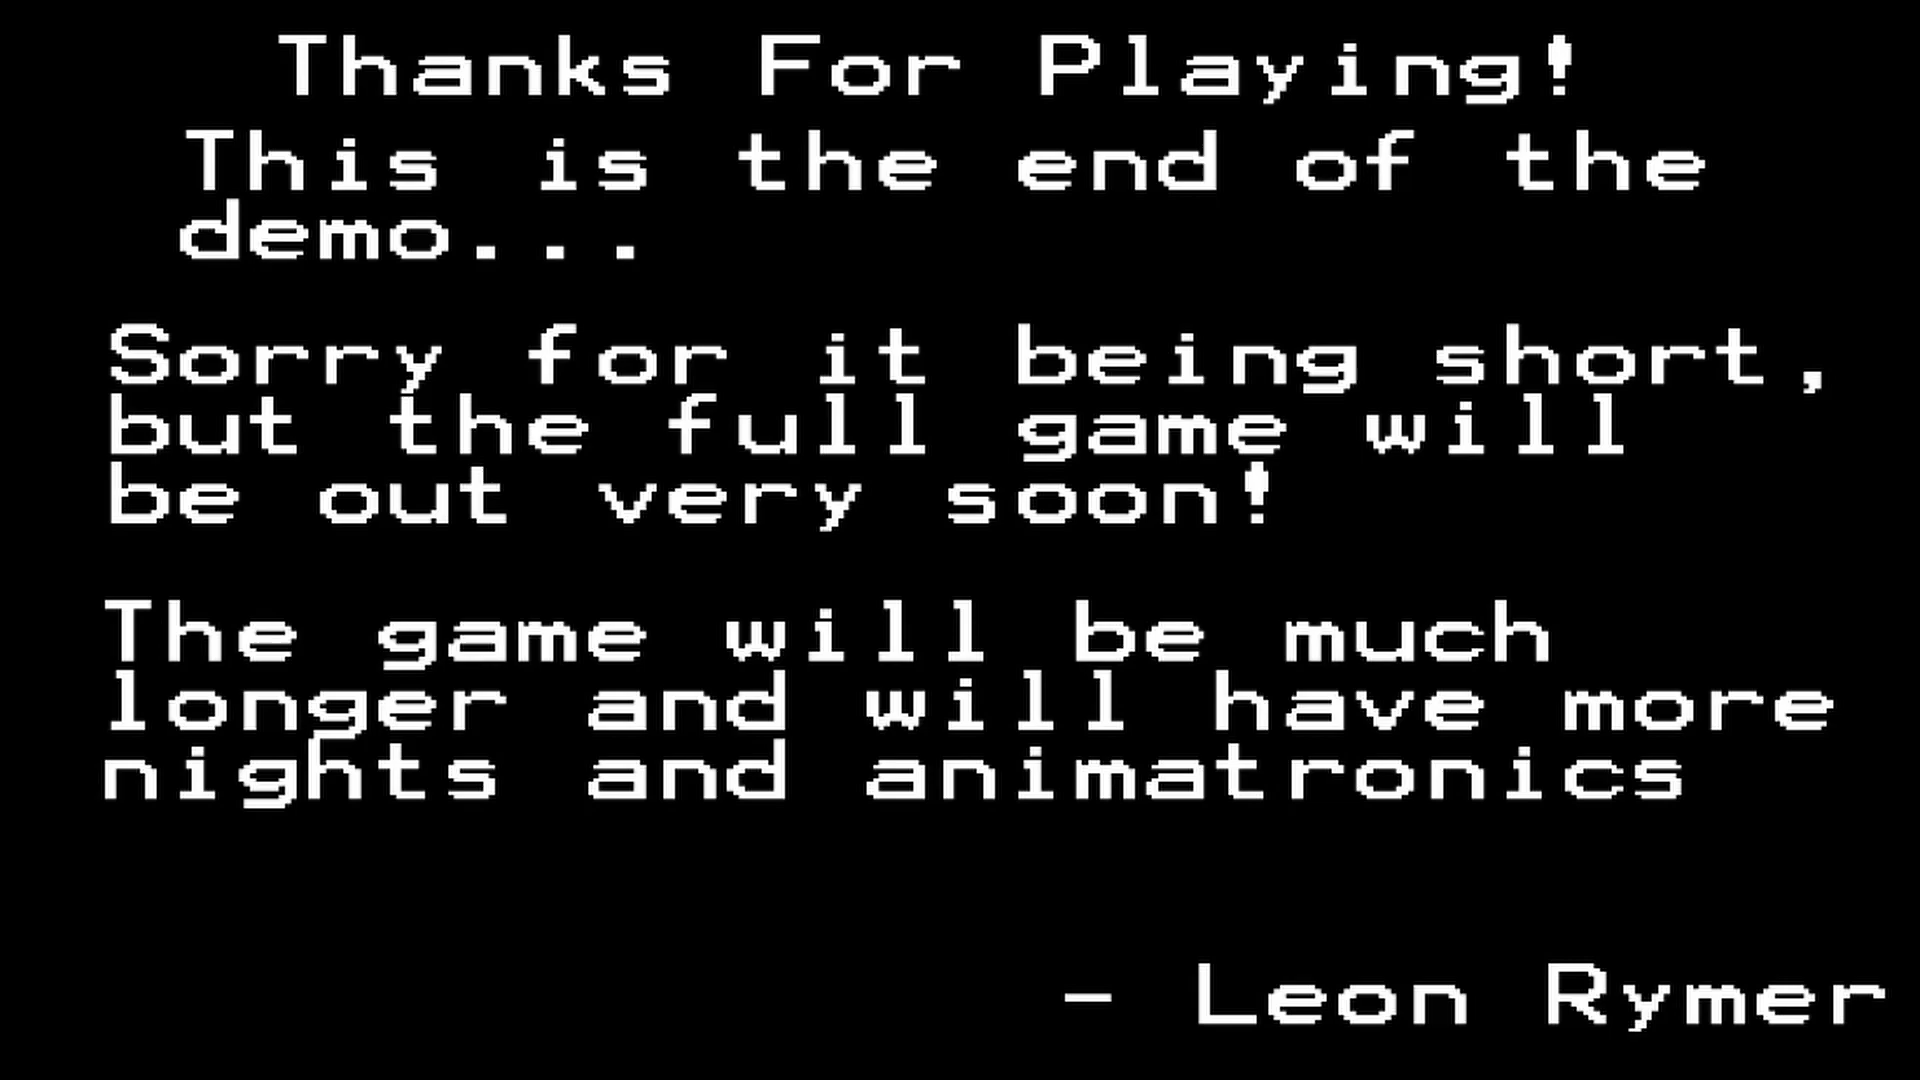 Thanks For Playing!
This is the end of the
demo...
Sorry for it being short,
but the full game will
be out very soon!
The game will be much
longer and will have more
nights and animatronics
- Leon Rymer